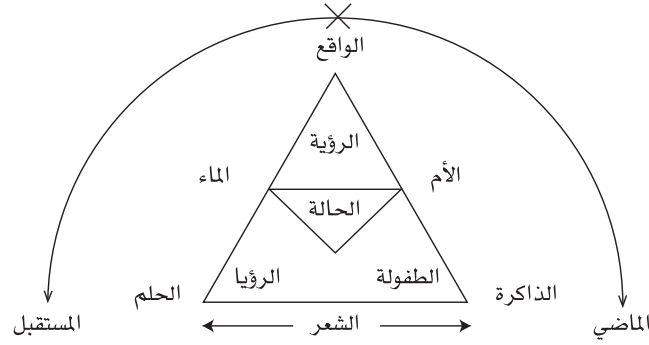 الواقع
الرؤية
الأم
الماء
الحالة
الطفولة
الرؤيا
الذاكرة
الحلم
الماضي
الشعر
المستقبل